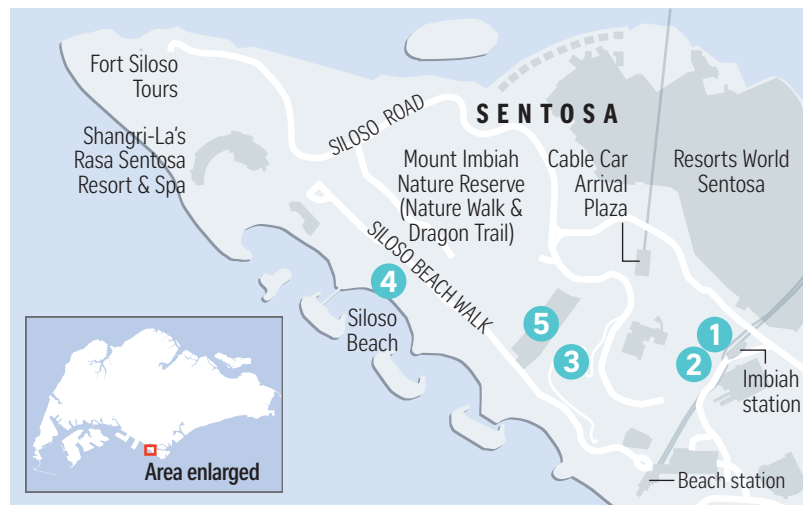 Fort Siloso
Tours
Shangri-La's
Rasa Sentosa
Resort & Spa
SILOSO ROAD
SENTOSA
Mount Imbiah
Nature Reserve
(Nature Walk &
Dragon Trail)
Cable Car
Arrival
Plaza
Resorts World
Sentosa
SILOSO BEACH WALK
4
Siloso
Beach
5
3
1
2
Imbiah
station
Beach station
Area enlarged